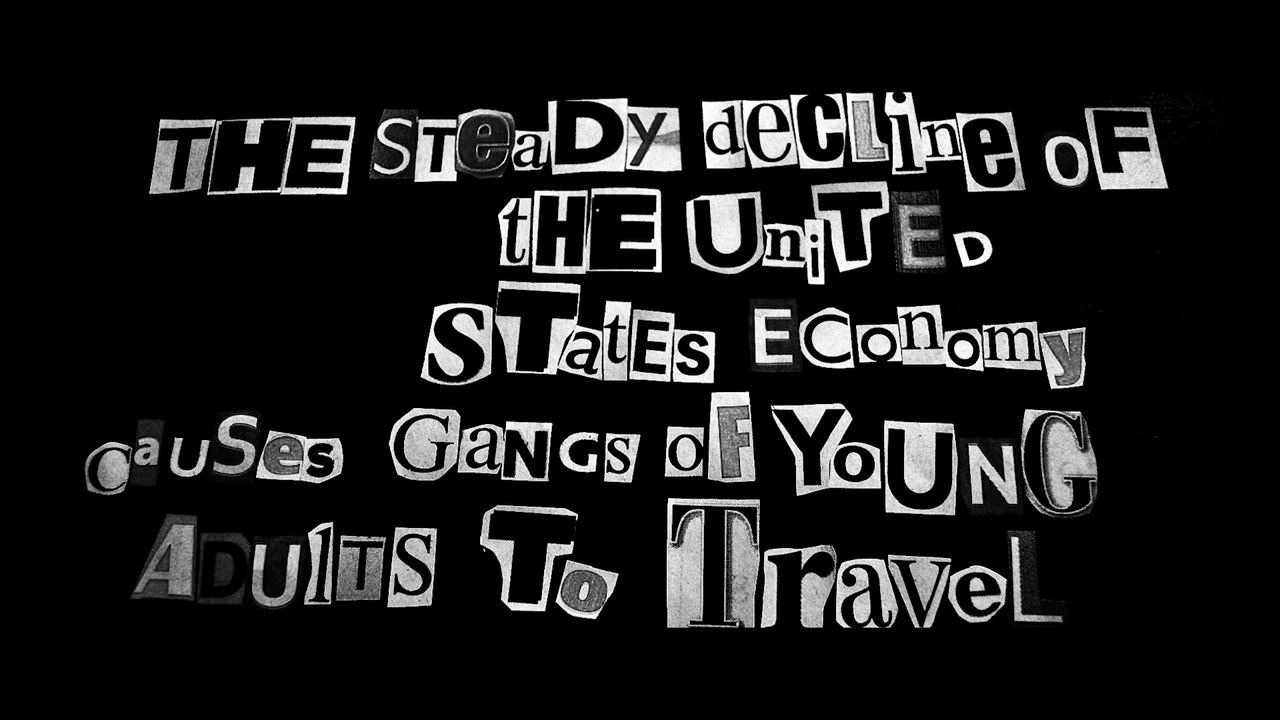 THE STeaDy decLine OF
tHE UniTED
STatEs EConomy
CauSes GaNGs oF YoUNG
ADUlTS To TraveL